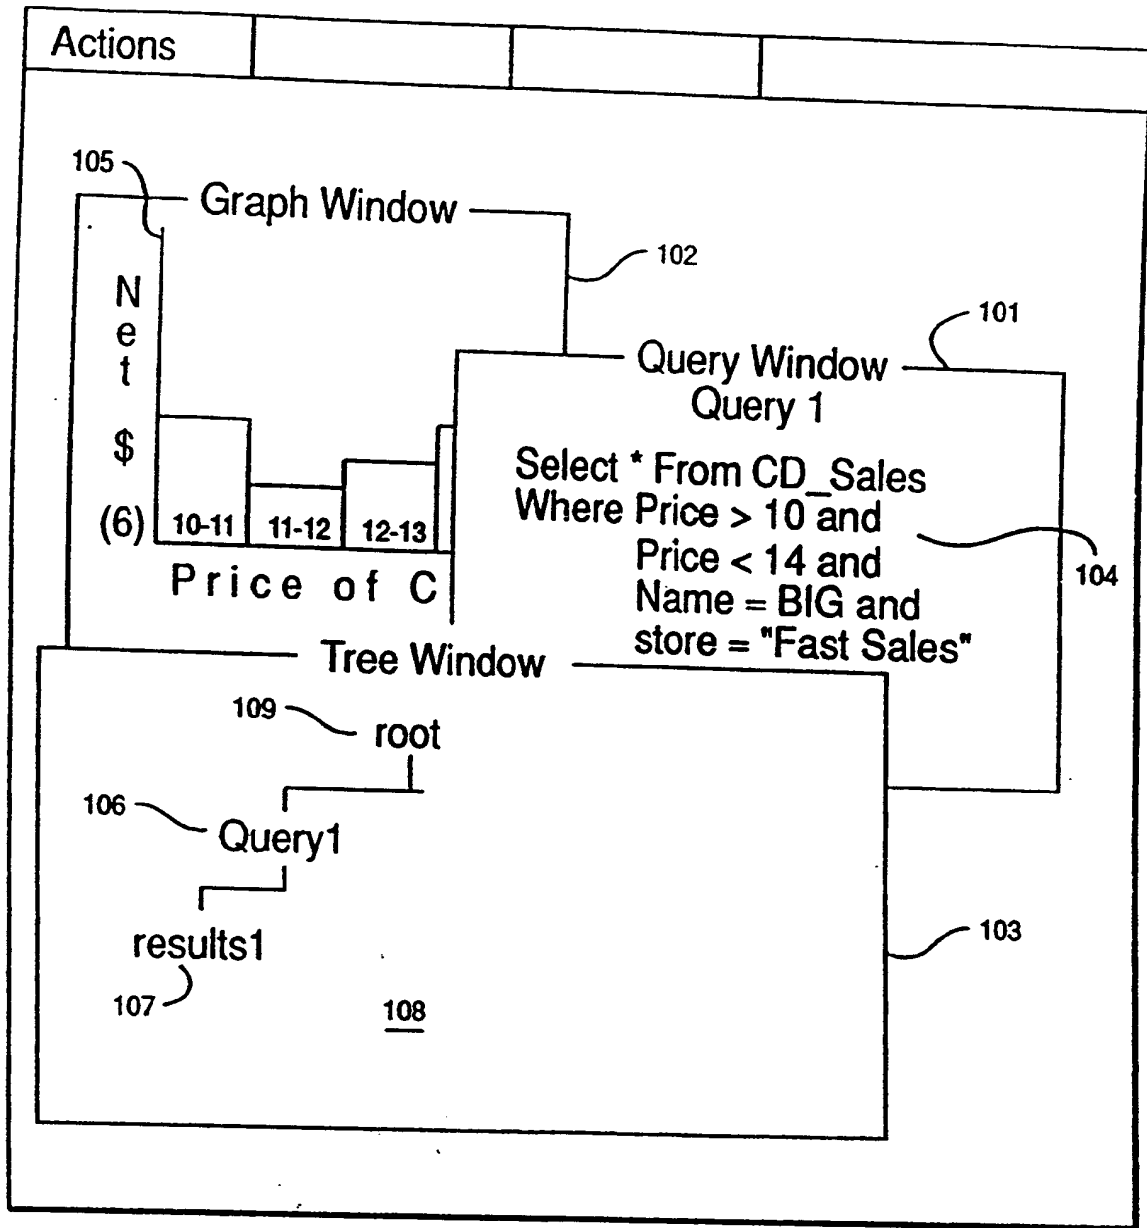 Actions
105
Graph Window
102
Net $ (6)
10-11 11-12 12-13
Price of C
101
Query Window
Query 1
Select * From CD_Sales
Where Price > 10 and
Price < 14 and
Name = BIG and
store = "Fast Sales"
104
Tree Window
109
root
106
Query1
results1
107
108
103